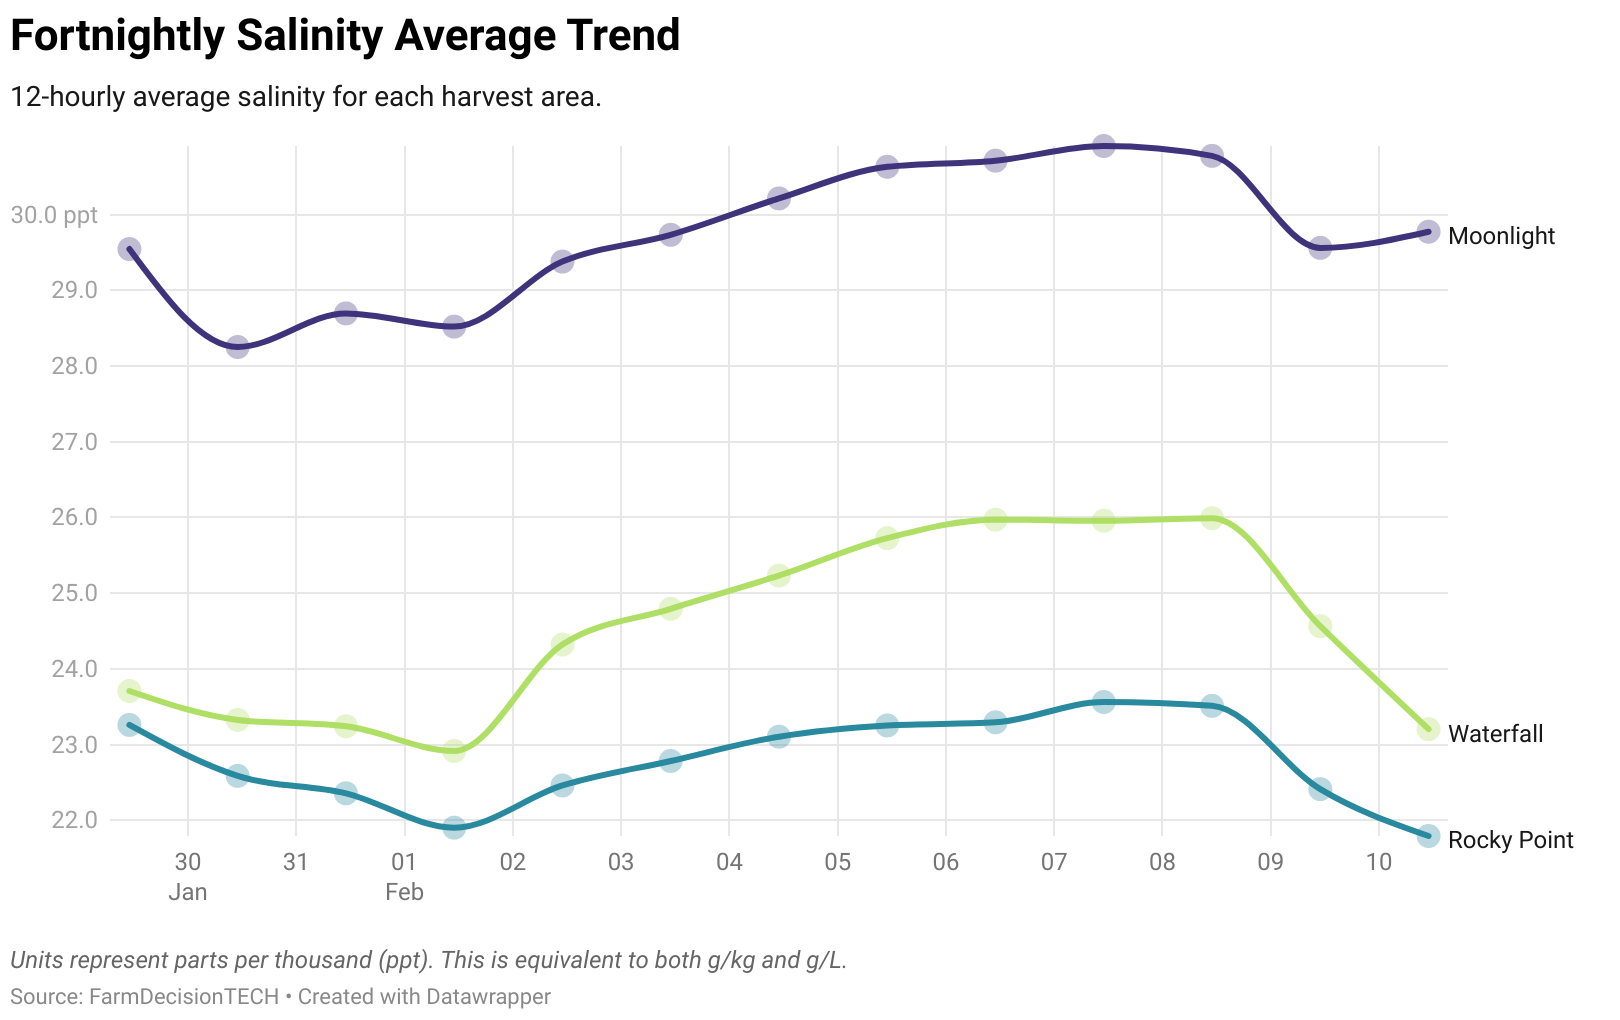 Fortnightly Salinity Average Trend
12-hourly average salinity for each harvest area.
30.0 ppt
29.0
28.0
27.0
26.0
25.0
24.0
23.0
22.0
Moonlight
Waterfall
Rocky Point
30 31 01 02 03 04 05 06 07 08 09 10
Jan Feb
Units represent parts per thousand (ppt). This is equivalent to both g/kg and g/L.
Source: FarmDecisionTECH • Created with Datawrapper